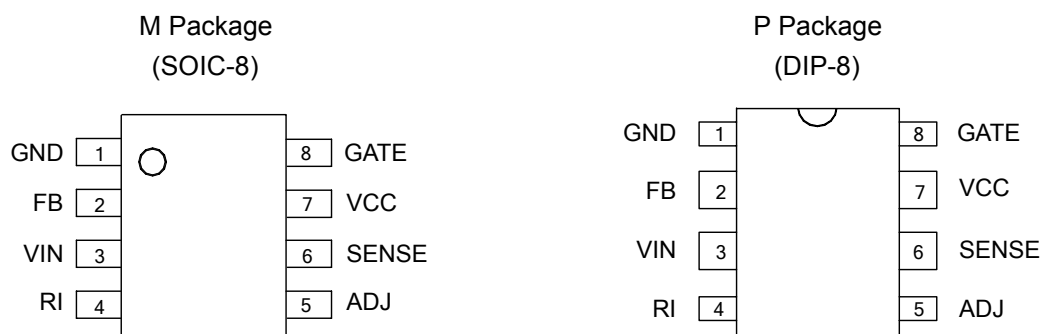 M Package
(SOIC-8)
GND 1
8 GATE
FB 2
7 VCC
VIN 3
6 SENSE
RI 4
5 ADJ
P Package
(DIP-8)
GND 1
8 GATE
FB 2
7 VCC
VIN 3
6 SENSE
RI 4
5 ADJ